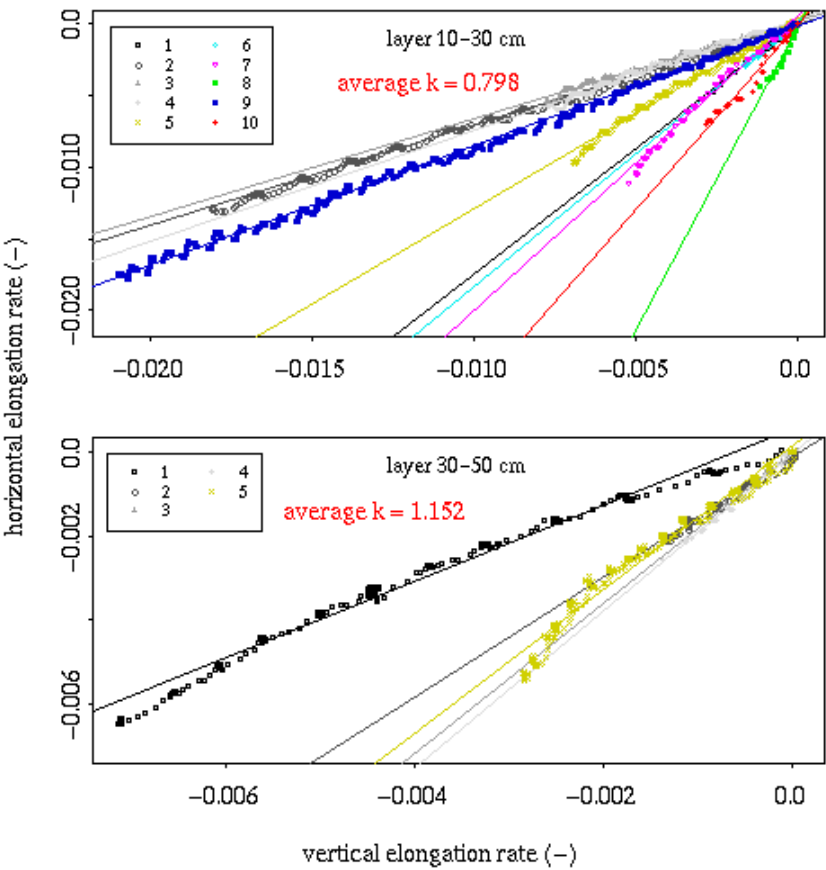 layer 10–30 cm
average k = 0.798
1 6
2 7
3 8
4 9
5 10
0.0
−0.010
−0.020
−0.020 −0.015 −0.010 −0.005 0.0
horizontal elongation rate (−)
layer 30–50 cm
average k = 1.152
1 4
2 5
3
0.0
−0.002
−0.006
−0.006 −0.004 −0.002 0.0
vertical elongation rate (−)